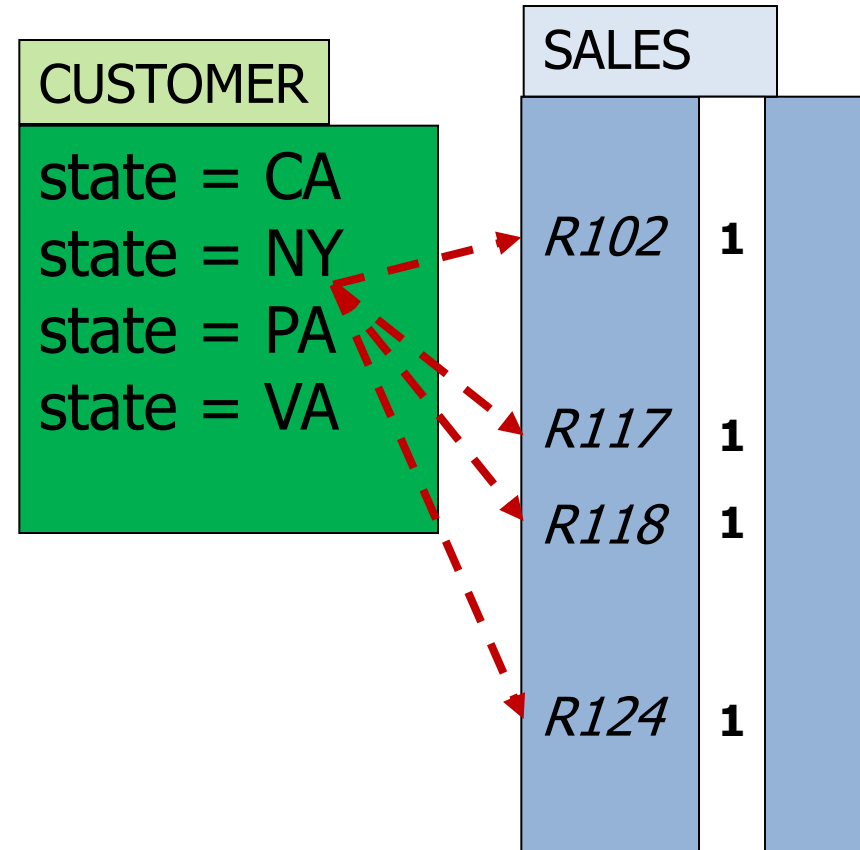 CUSTOMER
state = CA
state = NY
state = PA
state = VA
SALES
R102 1
R117 1
R118 1
R124 1